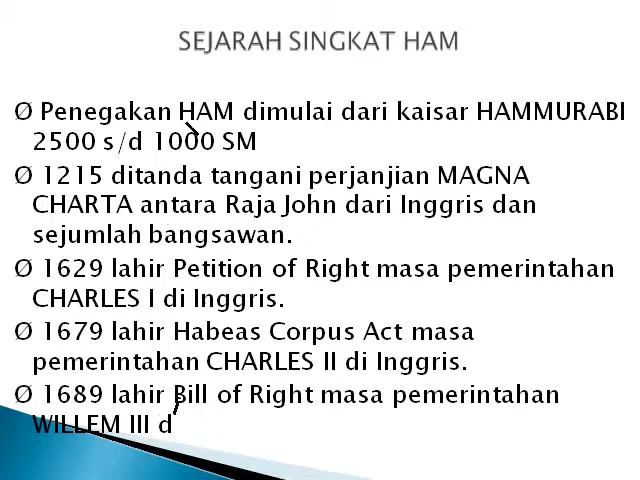 SEJARAH SINGKAT HAM
Ø Penegakan HAM dimulai dari kaisar HAMMURABI
2500 s/d 1000 SM
Ø 1215 ditanda tangani perjanjian MAGNA
CHARTA antara Raja John dari Inggris dan
sejumlah bangsawan.
Ø 1629 lahir Petition of Right masa pemerintahan
CHARLES I di Inggris.
Ø 1679 lahir Habeas Corpus Act masa
pemerintahan CHARLES II di Inggris.
Ø 1689 lahir Bill of Right masa pemerintahan
WILLEM III d